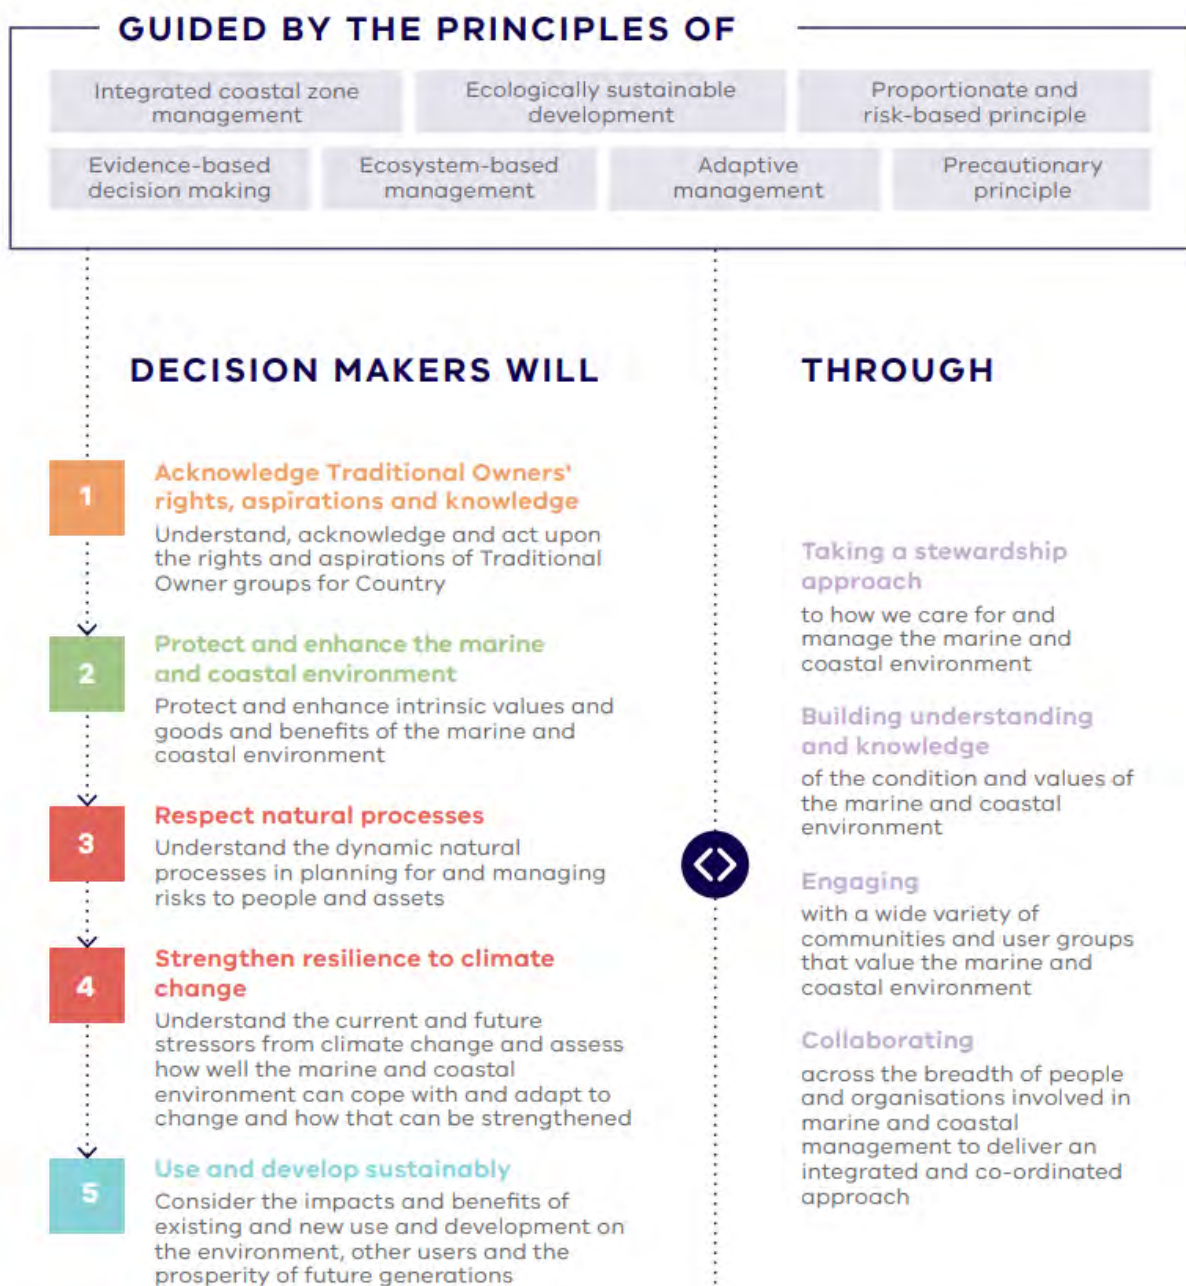 GUIDED BY THE PRINCIPLES OF
Integrated coastal zone
management
Ecologically sustainable
development
Proportionate and
risk-based principle
Evidence-based
decision making
Ecosystem-based
management
Adaptive
management
Precautionary
principle
DECISION MAKERS WILL
1
Acknowledge Traditional Owners'
rights, aspirations and knowledge
Understand, acknowledge and act upon
the rights and aspirations of Traditional
Owner groups for Country
2
Protect and enhance the marine
and coastal environment
Protect and enhance intrinsic values and
goods and benefits of the marine and
coastal environment
3
Respect natural processes
Understand the dynamic natural
processes in planning for and managing
risks to people and assets
4
Strengthen resilience to climate
change
Understand the current and future
stressors from climate change and assess
how well the marine and coastal
environment can cope with and adapt to
change and how that can be strengthened
5
Use and develop sustainably
Consider the impacts and benefits of
existing and new use and development on
the environment, other users and the
prosperity of future generations
THROUGH
Taking a stewardship
approach
to how we care for and
manage the marine and
coastal environment
Building understanding
and knowledge
of the condition and values of
the marine and coastal
environment
Engaging
with a wide variety of
communities and user groups
that value the marine and
coastal environment
Collaborating
across the breadth of people
and organisations involved in
marine and coastal
management to deliver an
integrated and co-ordinated
approach